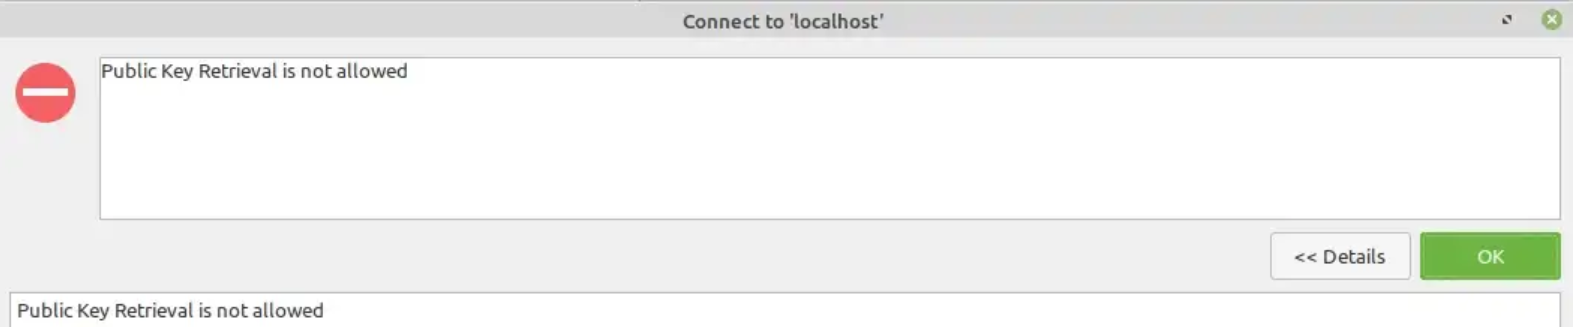 Connect to 'localhost'
Public Key Retrieval is not allowed
<< Details
OK
Public Key Retrieval is not allowed